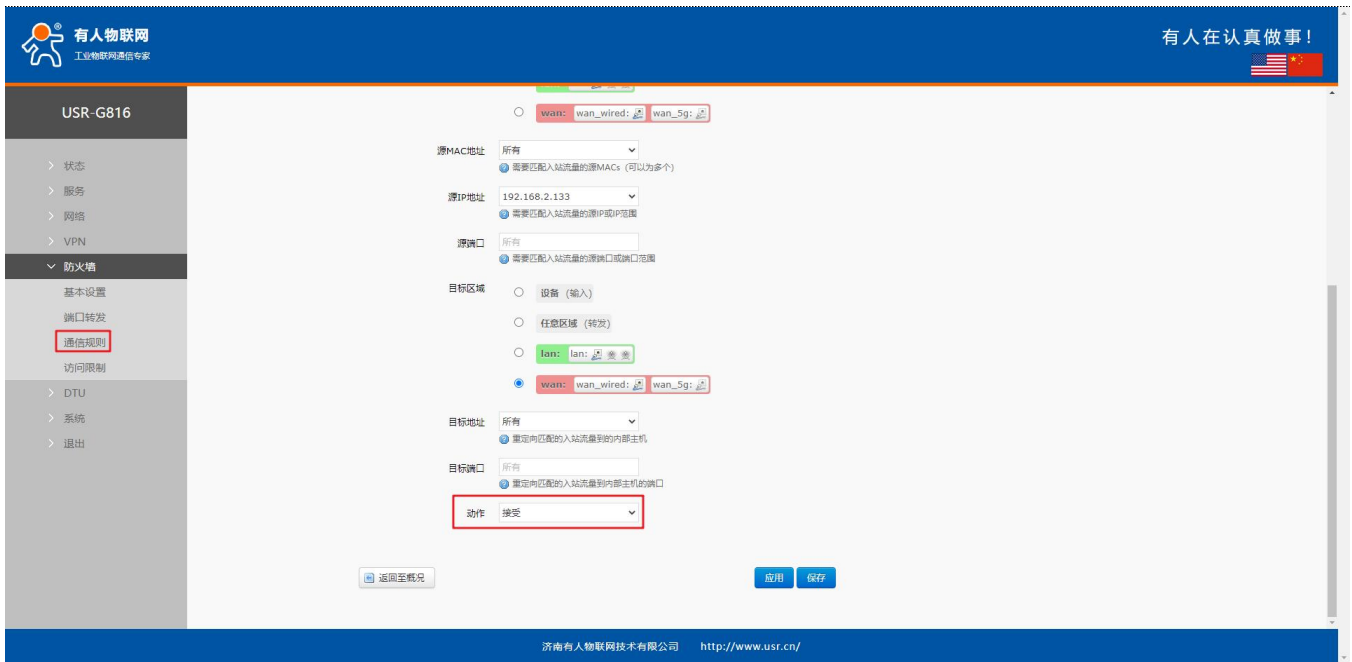 有人物联网
工业物联网通信专家
有人在认真做事！
USR-G816
状态
服务
网络
VPN
防火墙
基本设置
端口转发
通信规则
访问限制
DTU
系统
退出
wan: wan_wired: wan_5g:
源MAC地址 所有
需要匹配入站流量的源MACs（可以为多个）
源IP地址 192.168.2.133
需要匹配入站流量的源IP或IP范围
源端口 所有
需要匹配入站流量的源端口或端口范围
目标区域 设备（输入）
任意区域（转发）
lan: lan:
wan: wan_wired: wan_5g:
目标地址 所有
重定向匹配的入站流量到的内部主机
目标端口 所有
重定向匹配的入站流量到内部主机的端口
动作 接受
返回至概况 应用 保存
济南有人物联网技术有限公司 http://www.usr.cn/